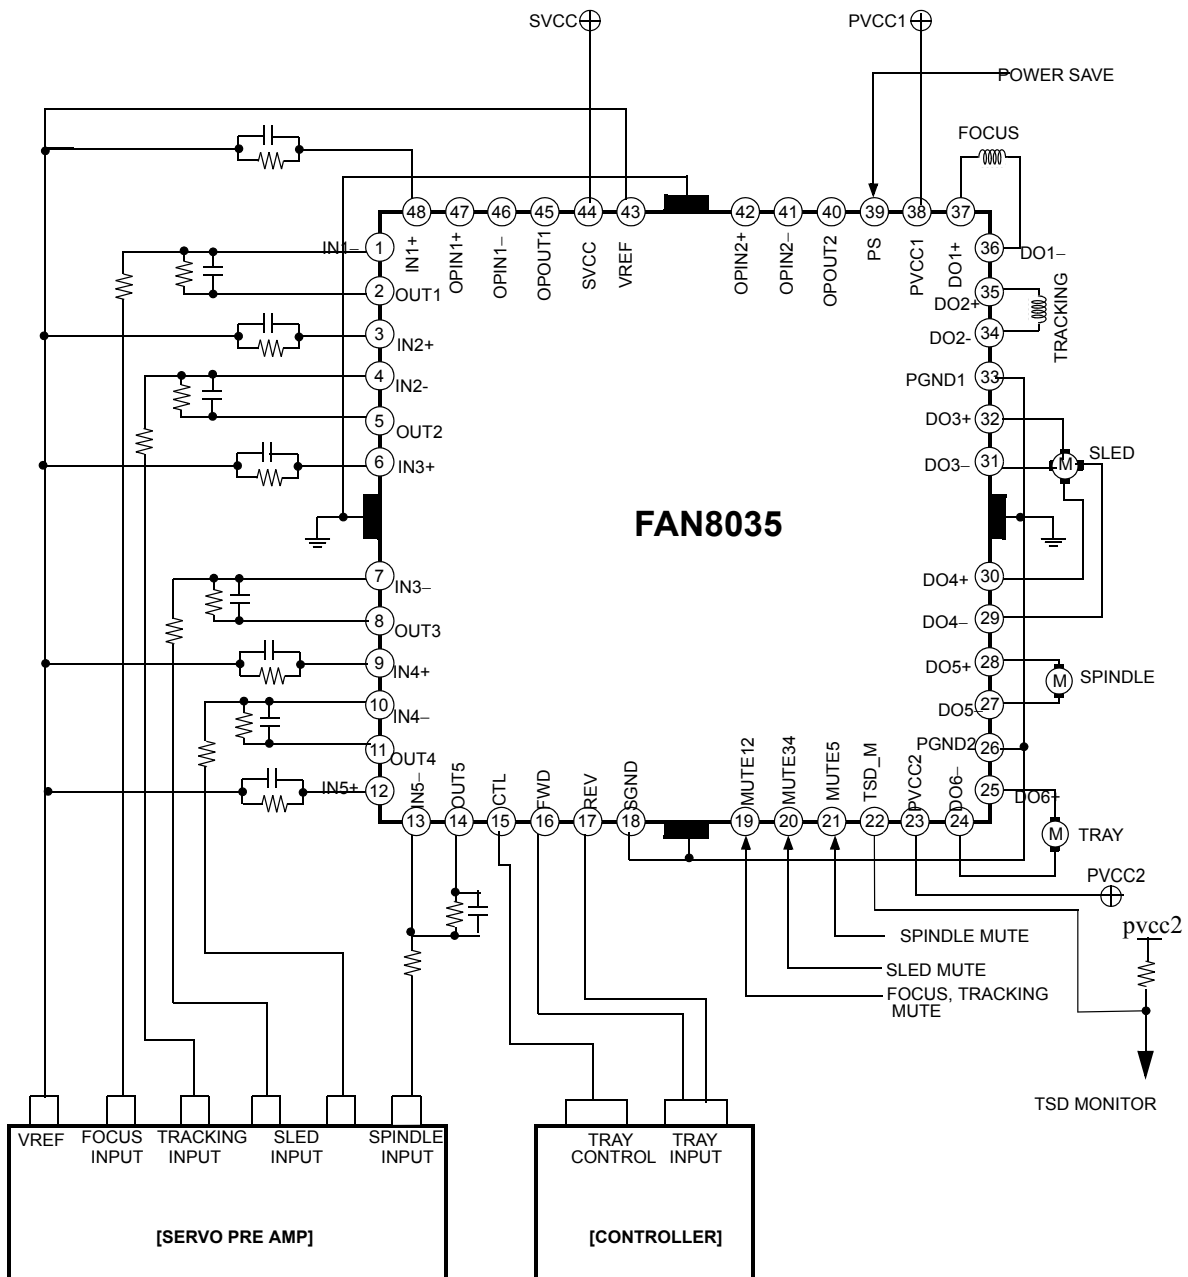 SVCC
PVCC1
POWER SAVE
FOCUS
48 47 46 45 44 43 42 41 40 39 38 37
IN1+
OPIN1+
OPIN1−
OPOUT1
SVCC
VREF
OPIN2+
OPIN2−
OPOUT2
PS
PVCC1
DO1+
IN1− 1
2 OUT1
3 IN2+
4 IN2-
5 OUT2
6 IN3+
7 IN3−
8 OUT3
9 IN4+
10 IN4−
11 OUT4
IN5+ 12
FAN8035
36 DO1−
35 DO2+
TRACKING
DO2- 34
PGND1 33
DO3+ 32
DO3− 31
M SLED
DO4+ 30
DO4− 29
DO5+ 28
M SPINDLE
DO5− 27
PGND2 26
25 DO6+
M TRAY
IN5−
OUT5
CTL
FWD
REV
SGND
MUTE12
MUTE34
MUTE5
TSD_M
PVCC2
DO6−
13 14 15 16 17 18 19 20 21 22 23 24
PVCC2
pvcc2
SPINDLE MUTE
SLED MUTE
FOCUS, TRACKING
MUTE
TSD MONITOR
VREF
FOCUS
INPUT
TRACKING
INPUT
SLED
INPUT
SPINDLE
INPUT
[SERVO PRE AMP]
TRAY
CONTROL
TRAY
INPUT
[CONTROLLER]